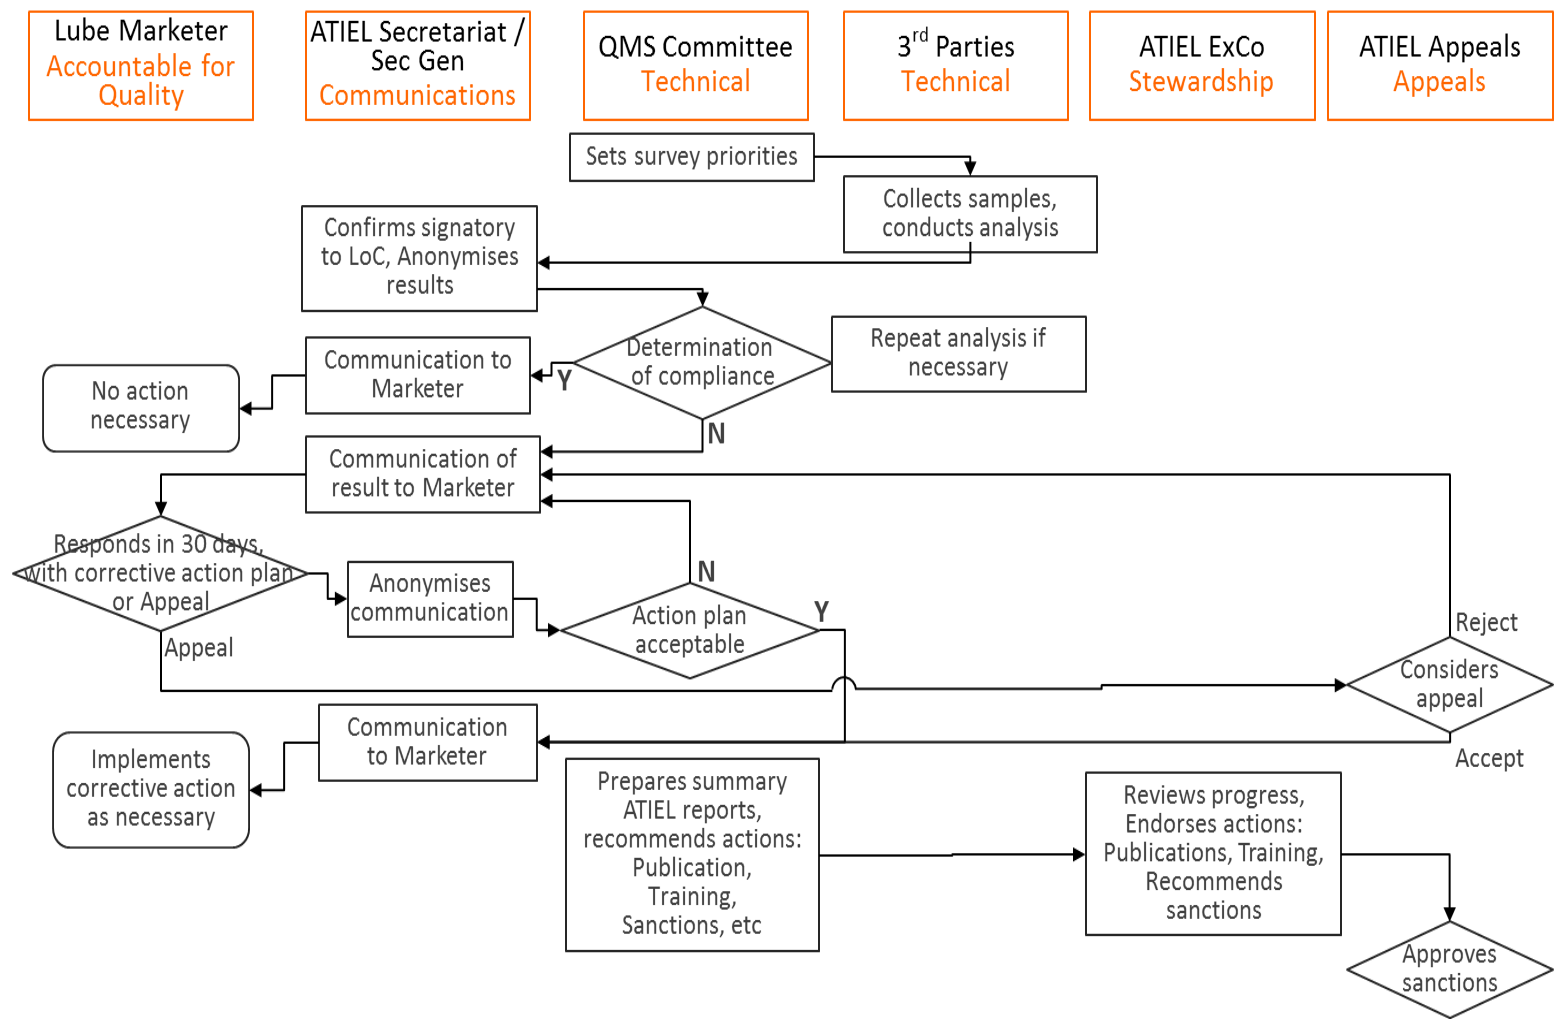 Lube Marketer
Accountable for
Quality
ATIEL Secretariat /
Sec Gen
Communications
QMS Committee
Technical
3rd Parties
Technical
ATIEL ExCo
Stewardship
ATIEL Appeals
Appeals
Sets survey priorities
Collects samples,
conducts analysis
Confirms signatory
to LoC, Anonymises
results
Determination
of compliance
Repeat analysis if
necessary
Y
Communication to
Marketer
No action
necessary
N
Communication of
result to Marketer
Responds in 30 days,
with corrective action plan
or Appeal
Appeal
Anonymises
communication
Action plan
acceptable
N
Y
Reject
Considers
appeal
Accept
Communication
to Marketer
Implements
corrective action
as necessary
Prepares summary
ATIEL reports,
recommends actions:
Publication,
Training,
Sanctions, etc
Reviews progress,
Endorses actions:
Publications, Training,
Recommends
sanctions
Approves
sanctions